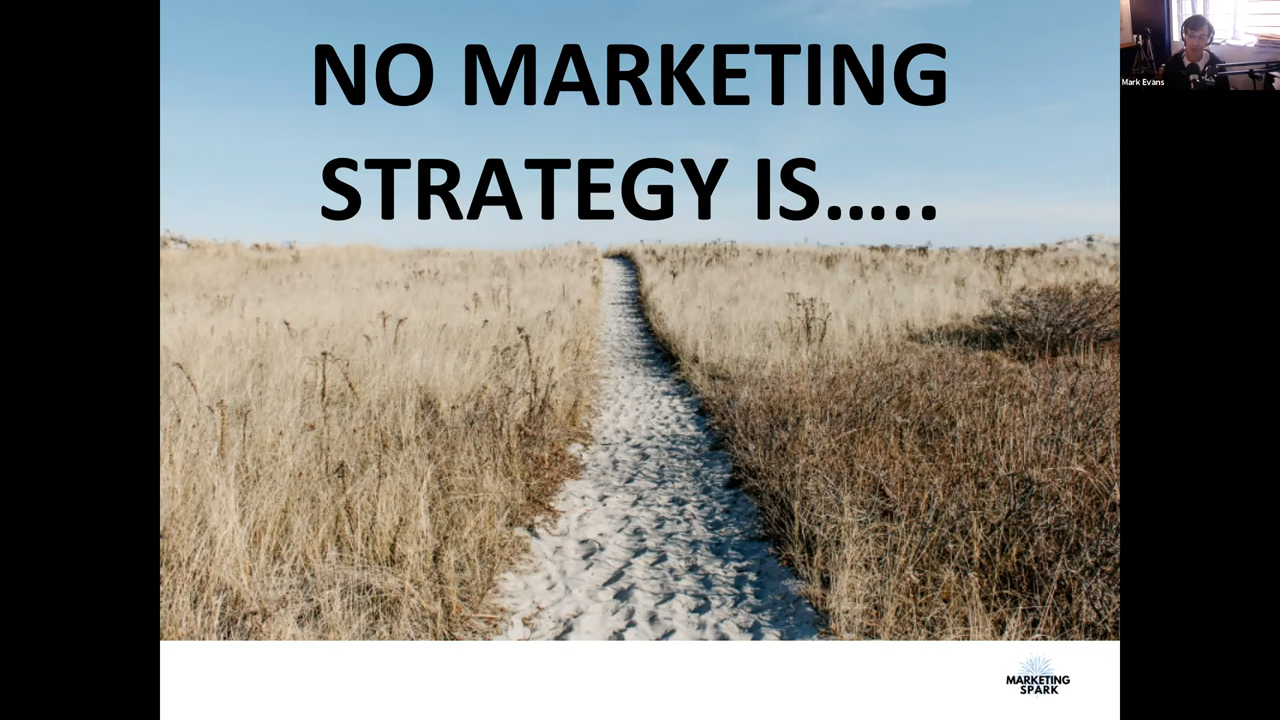 NO MARKETING
STRATEGY IS.....
Mark Evans
MARKETING
SPARK